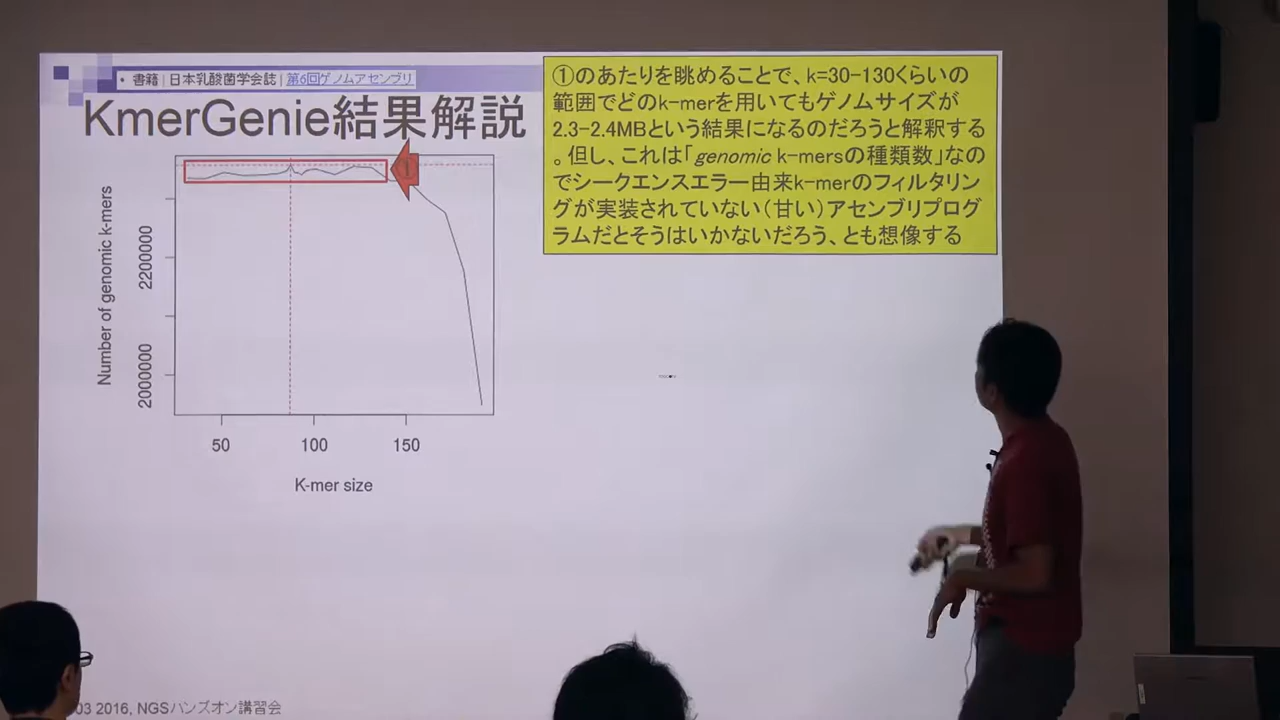 • 書籍 | 日本乳酸菌学会誌 | 第6回ゲノムアセンブリ
KmerGenie結果解説
①のあたりを眺めることで、k=30-130くらいの
範囲でどのk-merを用いてもゲノムサイズが
2.3-2.4MBという結果になるのだろうと解釈する
。但し、これは「genomic k-mersの種類数」なの
でシークエンスエラー由来k-merのフィルタリン
グが実装されていない(甘い)アセンブリプログ
ラムだとそうはいかないだろう、とも想像する
①
Number of genomic k-mers
2200000
2000000
50 100 150
K-mer size
03 2016, NGSハンズオン講習会